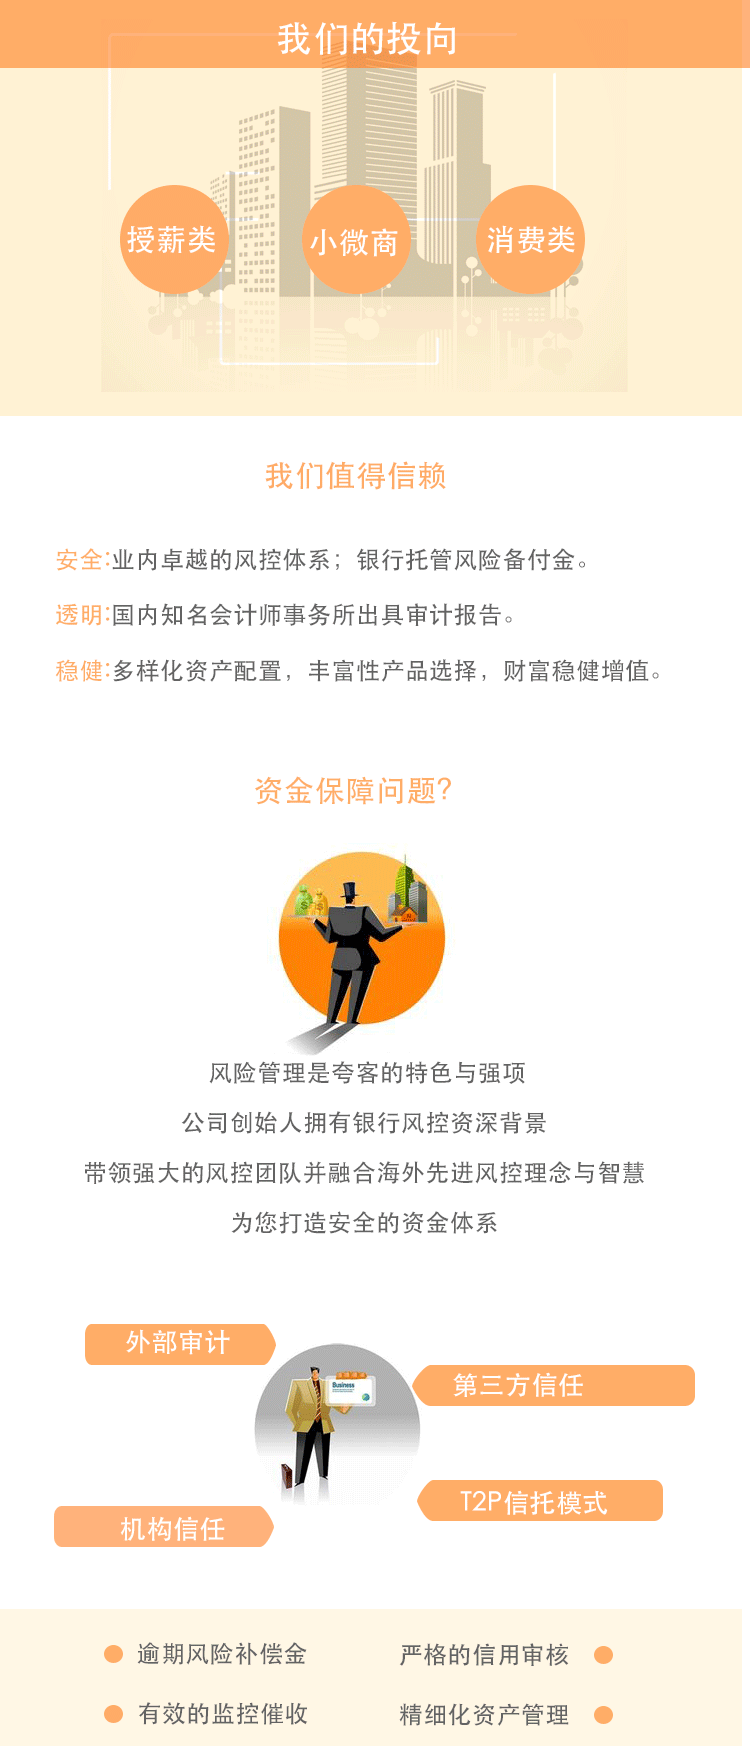 我们的投向
授薪类 小微商 消费类
我们值得信赖
安全:业内卓越的风控体系；银行托管风险备付金。
透明:国内知名会计师事务所出具审计报告。
稳健:多样化资产配置，丰富性产品选择，财富稳健增值。
资金保障问题?
风险管理是夸客的特色与强项
公司创始人拥有银行风控资深背景
带领强大的风控团队并融合海外先进风控理念与智慧
为您打造安全的资金体系
外部审计
Business
第三方信任
T2P信托模式
机构信任
逾期风险补偿金 严格的信用审核
有效的监控催收 精细化资产管理